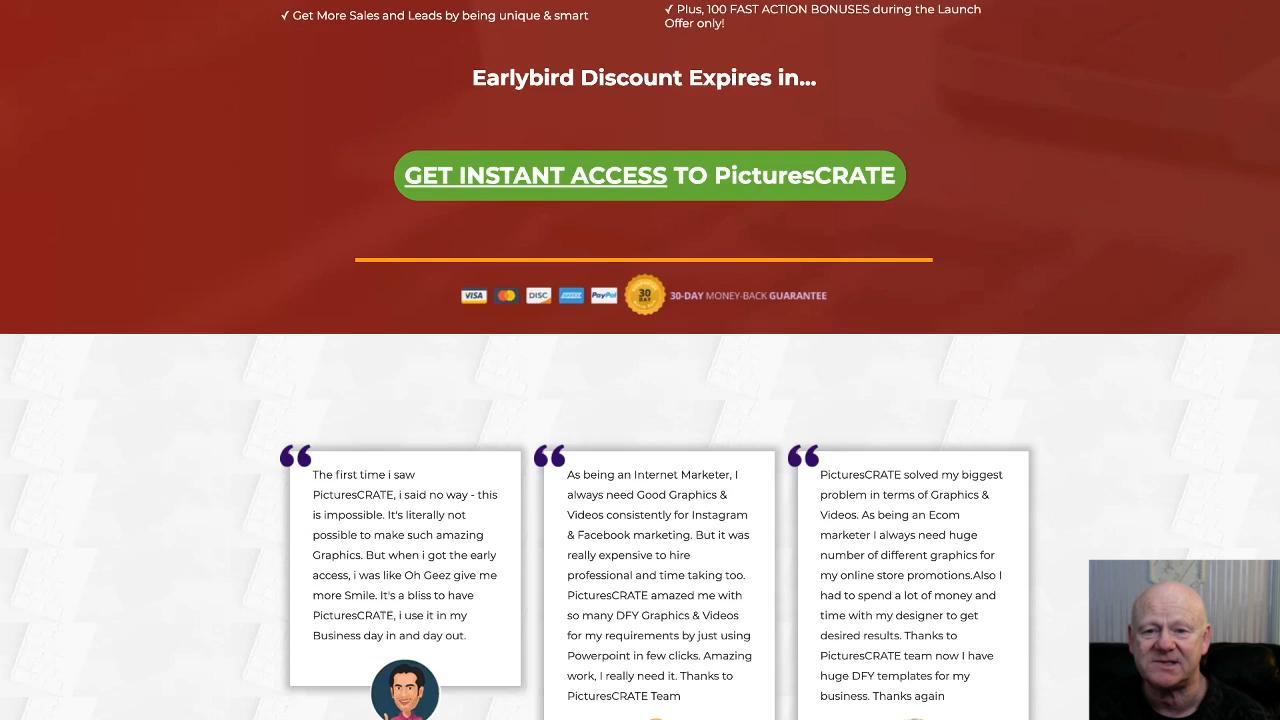 ✓ Get More Sales and Leads by being unique & smart
✓ Plus, 100 FAST ACTION BONUSES during the Launch
Offer only!
Earlybird Discount Expires in...
GET INSTANT ACCESS TO PicturesCRATE
VISA
DISC
PayPal
30
DAY
30-DAY MONEY-BACK GUARANTEE
The first time i saw
PicturesCRATE, i said no way - this
is impossible. It's literally not
possible to make such amazing
Graphics. But when i got the early
access, i was like Oh Geez give me
more Smile. It's a bliss to have
PicturesCRATE, i use it in my
Business day in and day out.
As being an Internet Marketer, I
always need Good Graphics &
Videos consistently for Instagram
& Facebook marketing. But it was
really expensive to hire
professional and time taking too.
PicturesCRATE amazed me with
so many DFY Graphics & Videos
for my requirements by just using
Powerpoint in few clicks. Amazing
work, I really need it. Thanks to
PicturesCRATE Team
PicturesCRATE solved my biggest
problem in terms of Graphics &
Videos. As being an Ecom
marketer I always need huge
number of different graphics for
my online store promotions.Also I
had to spend a lot of money and
time with my designer to get
desired results. Thanks to
PicturesCRATE team now I have
huge DFY templates for my
business. Thanks again